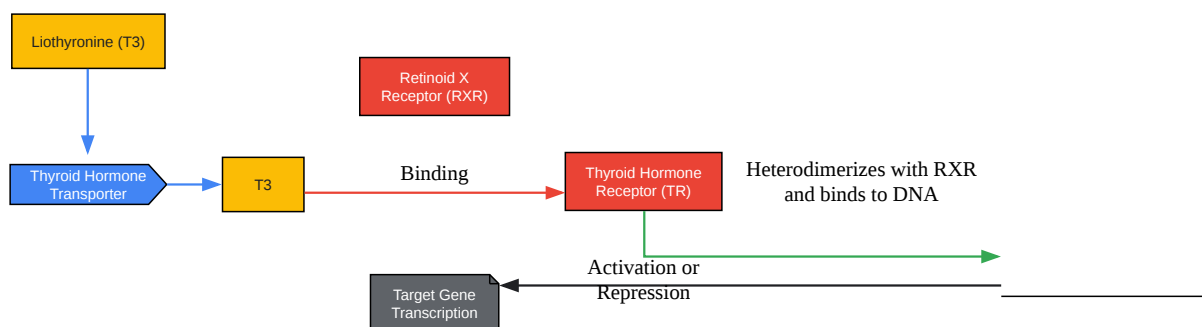 Liothyronine (T3)
Retinoid X
Receptor (RXR)
Thyroid Hormone
Transporter
T3
Binding
Thyroid Hormone
Receptor (TR)
Heterodimerizes with RXR
and binds to DNA
Activation or
Repression
Target Gene
Transcription